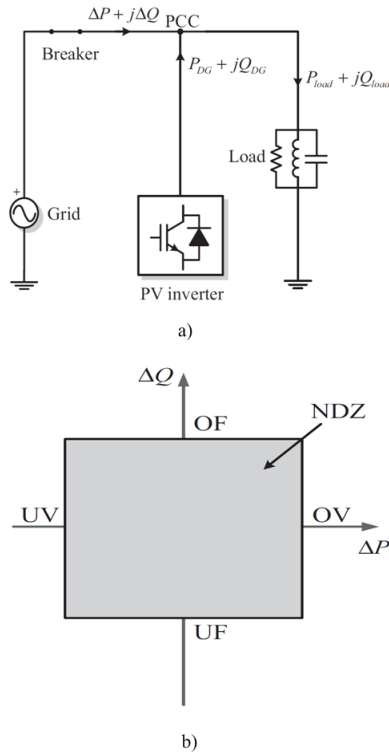 ΔP + jΔQ
PCC
Breaker
P_DG + jQ_DG
P_load + jQ_load
Load
+
Grid
PV inverter
a)
ΔQ
NDZ
OF
UV
OV
ΔP
UF
b)